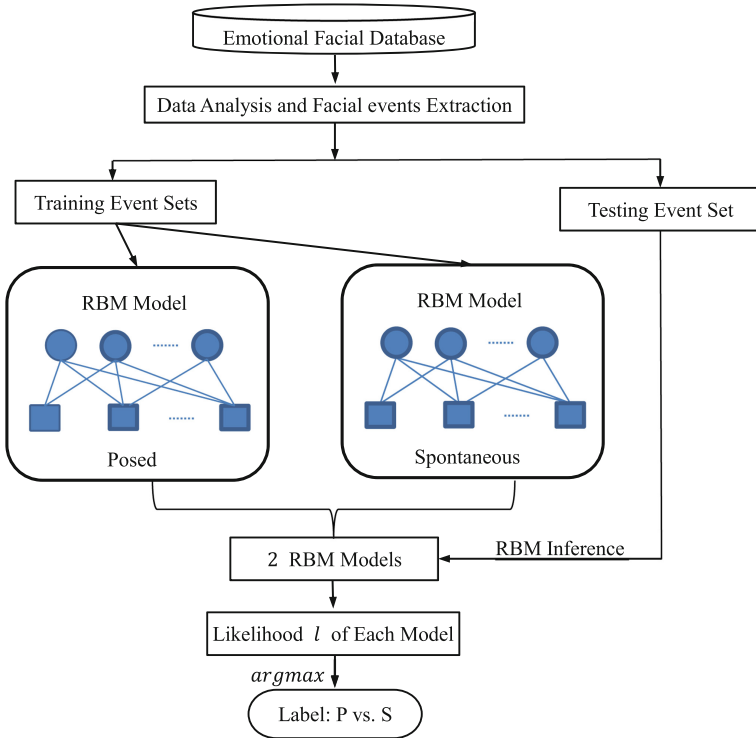 Emotional Facial Database
Data Analysis and Facial events Extraction
Training Event Sets
Testing Event Set
RBM Model
.......
.......
Posed
RBM Model
.......
.......
Spontaneous
2 RBM Models
RBM Inference
Likelihood l of Each Model
argmax
Label: P vs. S